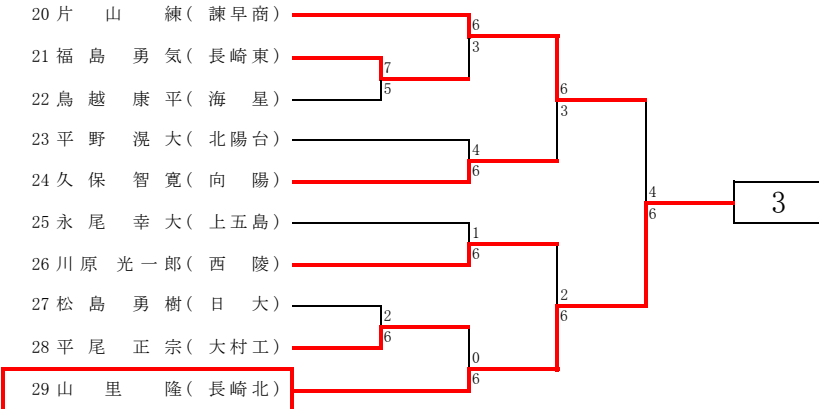 20 片 山 練( 諫早商)
6
3
21 福 島 勇 気( 長崎東)
7
5
6
3
22 鳥 越 康 平( 海 星)
23 平 野 滉 大( 北陽台)
4
6
24 久 保 智 寛( 向 陽)
4
6
3
25 永 尾 幸 大( 上五島)
1
6
26 川 原 光 一 郎( 西 陵)
2
6
27 松 島 勇 樹( 日 大)
2
6
28 平 尾 正 宗( 大村工)
0
6
29 山 里 隆( 長崎北)